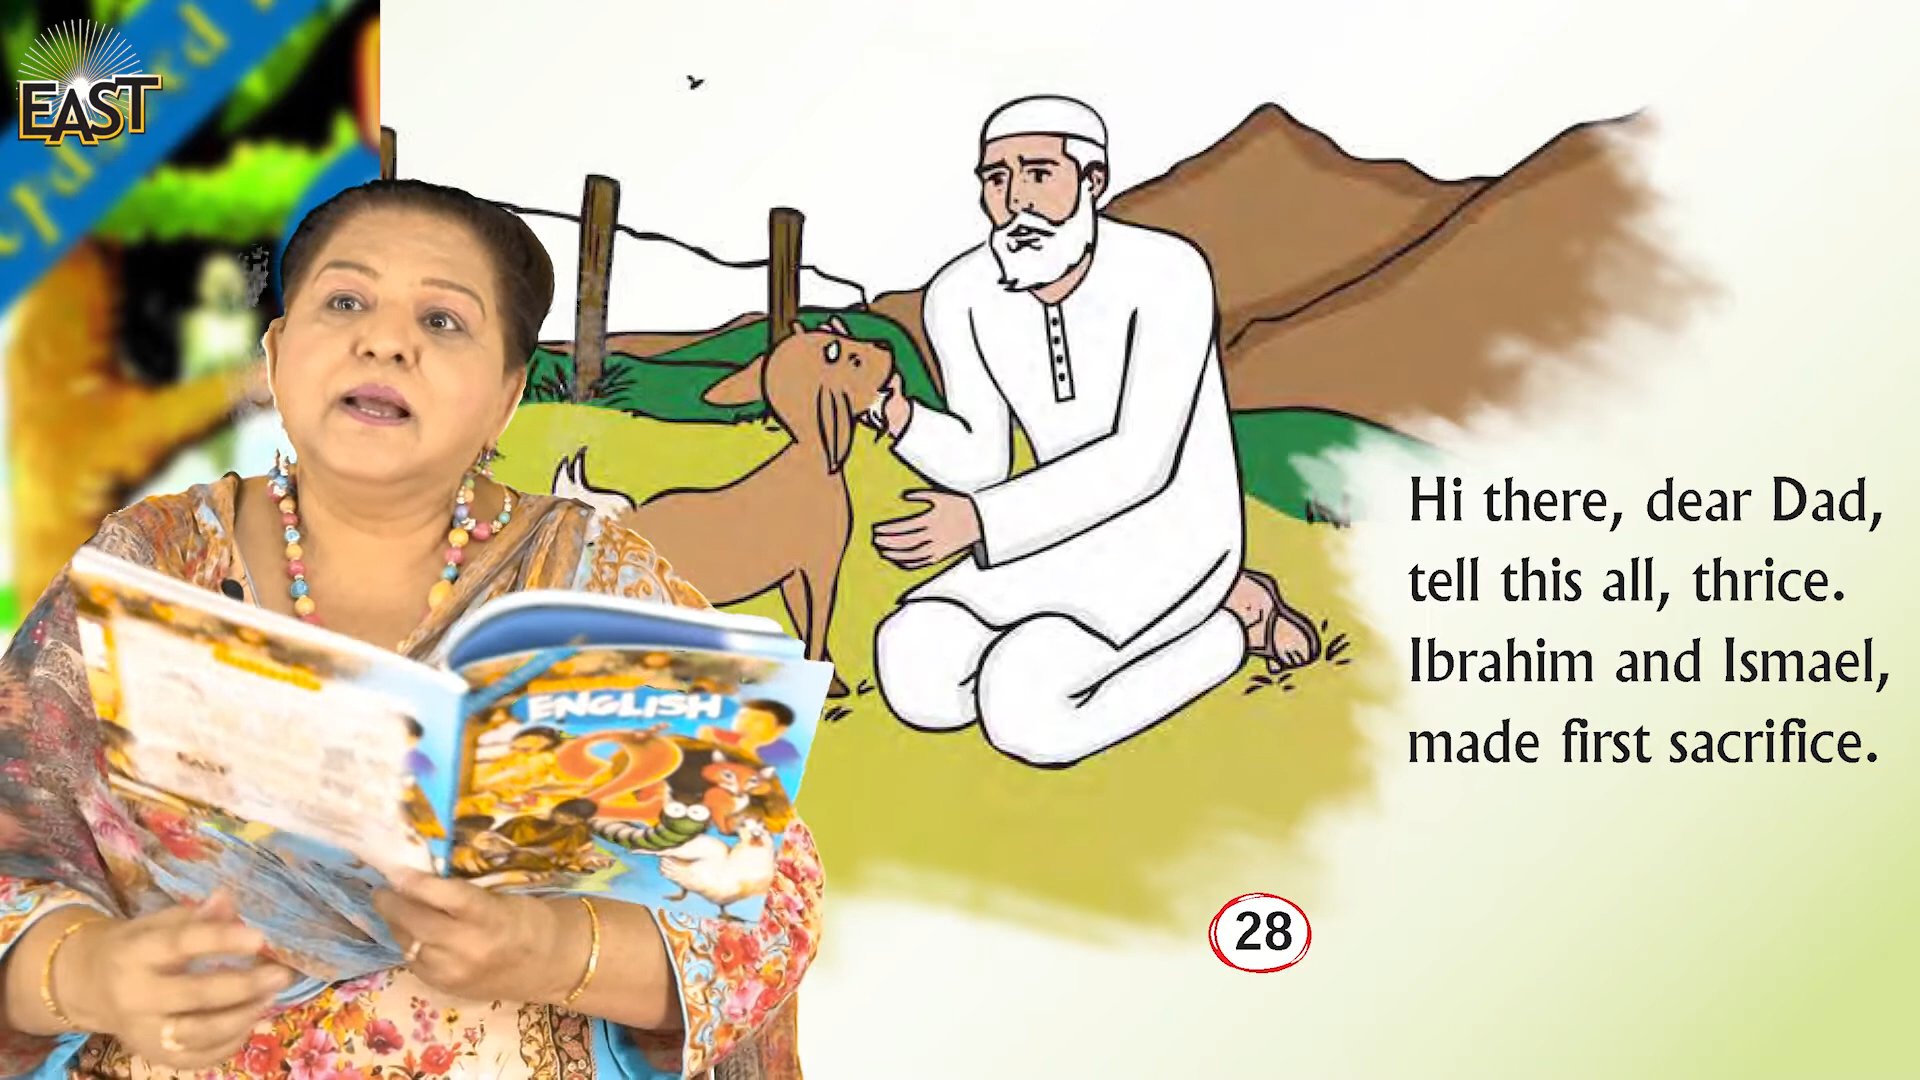 EAST
Hi there, dear Dad,
tell this all, thrice.
Ibrahim and Ismael,
made first sacrifice.
ENGLISH
2
28